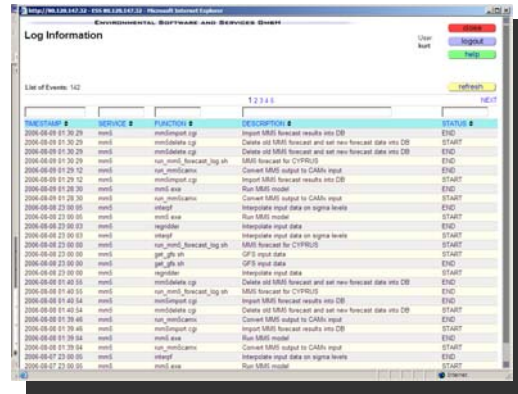 http://80.120.147.32 - ESS 80.120.147.32 - Microsoft Internet Explorer
ENVIRONMENTAL SOFTWARE AND SERVICES GMBH
Log Information
User
kurt
close
logout
help
List of Events: 142
refresh
1 2 3 4 5
NEXT
TIMESTAMP SERVICE FUNCTION DESCRIPTION STATUS
2006-08-09 01:30:29 mm5 mm5import.cgi Import MM5 forecast results into DB END
2006-08-09 01:30:29 mm5 mm5delete.cgi Delete old MM5 forecast and set new forecast date into DB START
2006-08-09 01:30:29 mm5 mm5delete.cgi Delete old MM5 forecast and set new forecast date into DB END
2006-08-09 01:30:29 mm5 run_mm5_forecast_log.sh MM5 forecast for CYPRUS END
2006-08-09 01:29:12 mm5 run_mm5camx Convert MM5 output to CAMx input END
2006-08-09 01:29:12 mm5 mm5import.cgi Import MM5 forecast results into DB START
2006-08-09 01:28:30 mm5 mm5.exe Run MM5 model END
2006-08-09 01:28:30 mm5 run_mm5camx Convert MM5 output to CAMx input START
2006-08-08 23:00:05 mm5 interpf Interpolate input data on sigma levels END
2006-08-08 23:00:05 mm5 mm5.exe Run MM5 model START
2006-08-08 23:00:03 mm5 regridder Interpolate input data END
2006-08-08 23:00:03 mm5 interpf Interpolate input data on sigma levels START
2006-08-08 23:00:00 mm5 run_mm5_forecast_log.sh MM5 forecast for CYPRUS START
2006-08-08 23:00:00 mm5 get_gfs.sh GFS input data START
2006-08-08 23:00:00 mm5 get_gfs.sh GFS input data END
2006-08-08 23:00:00 mm5 regridder Interpolate input data START
2006-08-08 01:40:55 mm5 mm5delete.cgi Delete old MM5 forecast and set new forecast date into DB END
2006-08-08 01:40:55 mm5 run_mm5_forecast_log.sh MM5 forecast for CYPRUS END
2006-08-08 01:40:54 mm5 mm5import.cgi Import MM5 forecast results into DB END
2006-08-08 01:40:54 mm5 mm5delete.cgi Delete old MM5 forecast and set new forecast date into DB START
2006-08-08 01:39:46 mm5 run_mm5camx Convert MM5 output to CAMx input END
2006-08-08 01:39:46 mm5 mm5import.cgi Import MM5 forecast results into DB START
2006-08-08 01:39:04 mm5 mm5.exe Run MM5 model END
2006-08-08 01:39:04 mm5 run_mm5camx Convert MM5 output to CAMx input START
2006-08-07 23:00:05 mm5 interpf Interpolate input data on sigma levels END
2006-08-07 23:00:05 mm5 mm5.exe Run MM5 model START
Internet